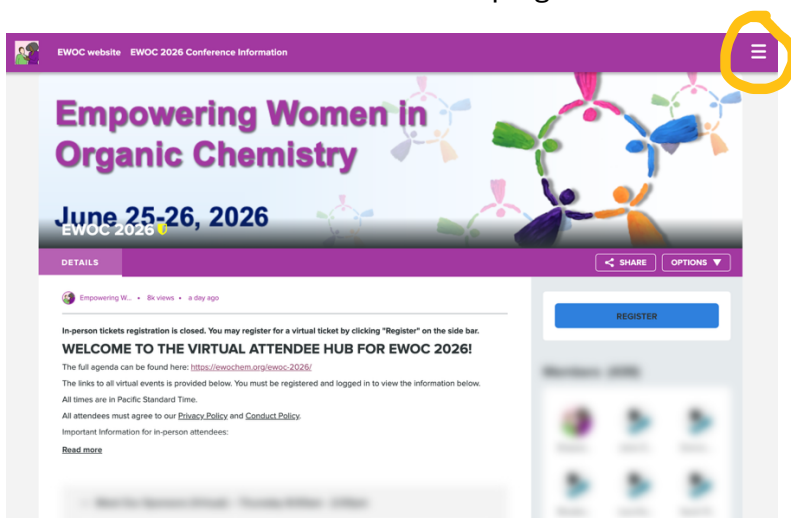 EWOC website EWOC 2026 Conference Information
Empowering Women in
Organic Chemistry
June 25-26, 2026
EWOC 2026
DETAILS
SHARE OPTIONS ▼
Empowering W... • 8k views • a day ago
In-person tickets registration is closed. You may register for a virtual ticket by clicking "Register" on the side bar.
WELCOME TO THE VIRTUAL ATTENDEE HUB FOR EWOC 2026!
The full agenda can be found here: https://ewochem.org/ewoc-2026/
The links to all virtual events is provided below. You must be registered and logged in to view the information below.
All times are in Pacific Standard Time.
All attendees must agree to our Privacy Policy and Conduct Policy.
Important Information for in-person attendees:
Read more
REGISTER